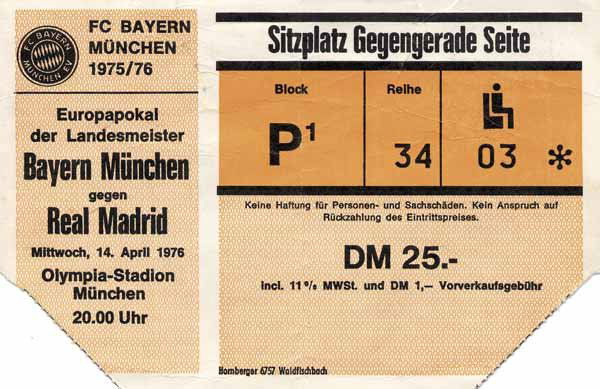 FC BAYERN
MÜNCHEN
1975/76
FC BAYERN
MÜNCHEN EV
Europapokal
der Landesmeister
Bayern München
gegen
Real Madrid
Mittwoch, 14. April 1976
Olympia-Stadion
München
20.00 Uhr
Sitzplatz Gegengerade Seite
Block
Reihe
P1
34
03 *
Keine Haftung für Personen- und Sachschäden. Kein Anspruch auf
Rückzahlung des Eintrittspreises.
DM 25.-
incl. 11% MWSt. und DM 1,— Vorverkaufsgebühr
Hornberger 6757 Waldfischbach